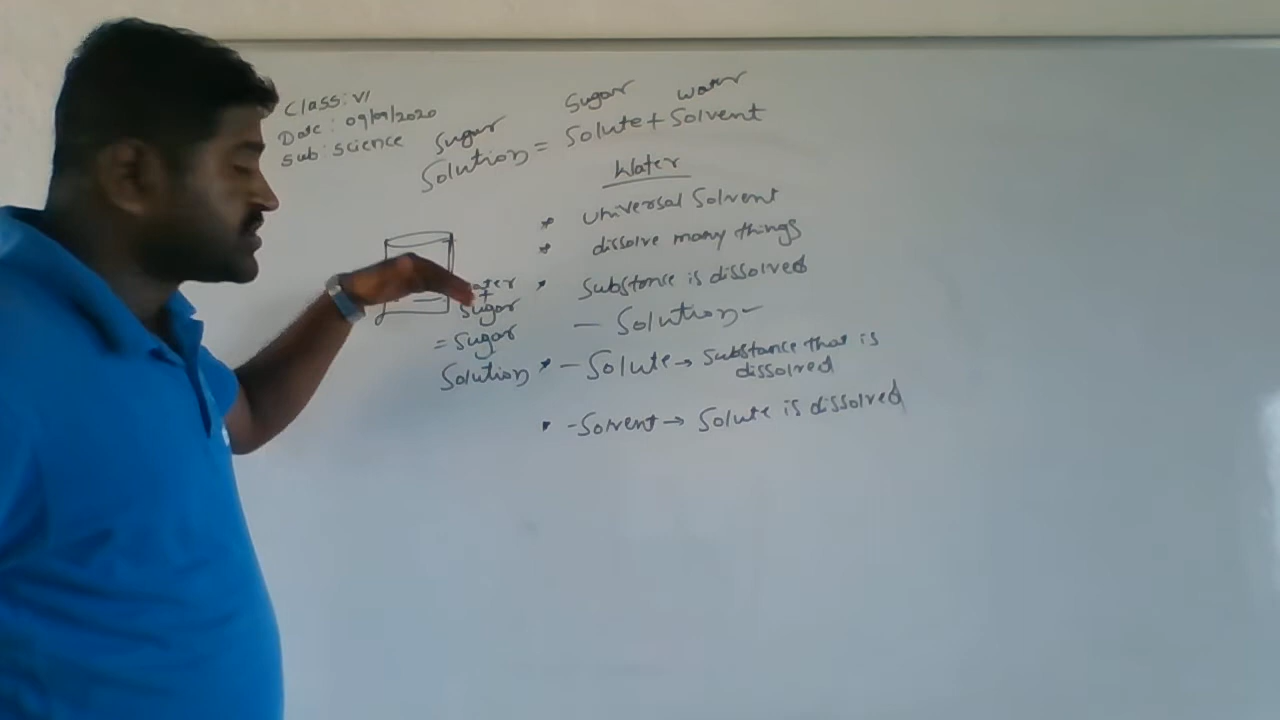 Class: VI
Date: 09/09/2020
Sub: Science
Sugar Sugar Water
Solution = Solute + Solvent
Water
* Universal Solvent
* dissolve many things
* Substance is dissolved
- Solution -
* - Solute → Substance that is
dissolved
- Solvent → Solute is dissolved
+
Sugar
= Sugar
Solution